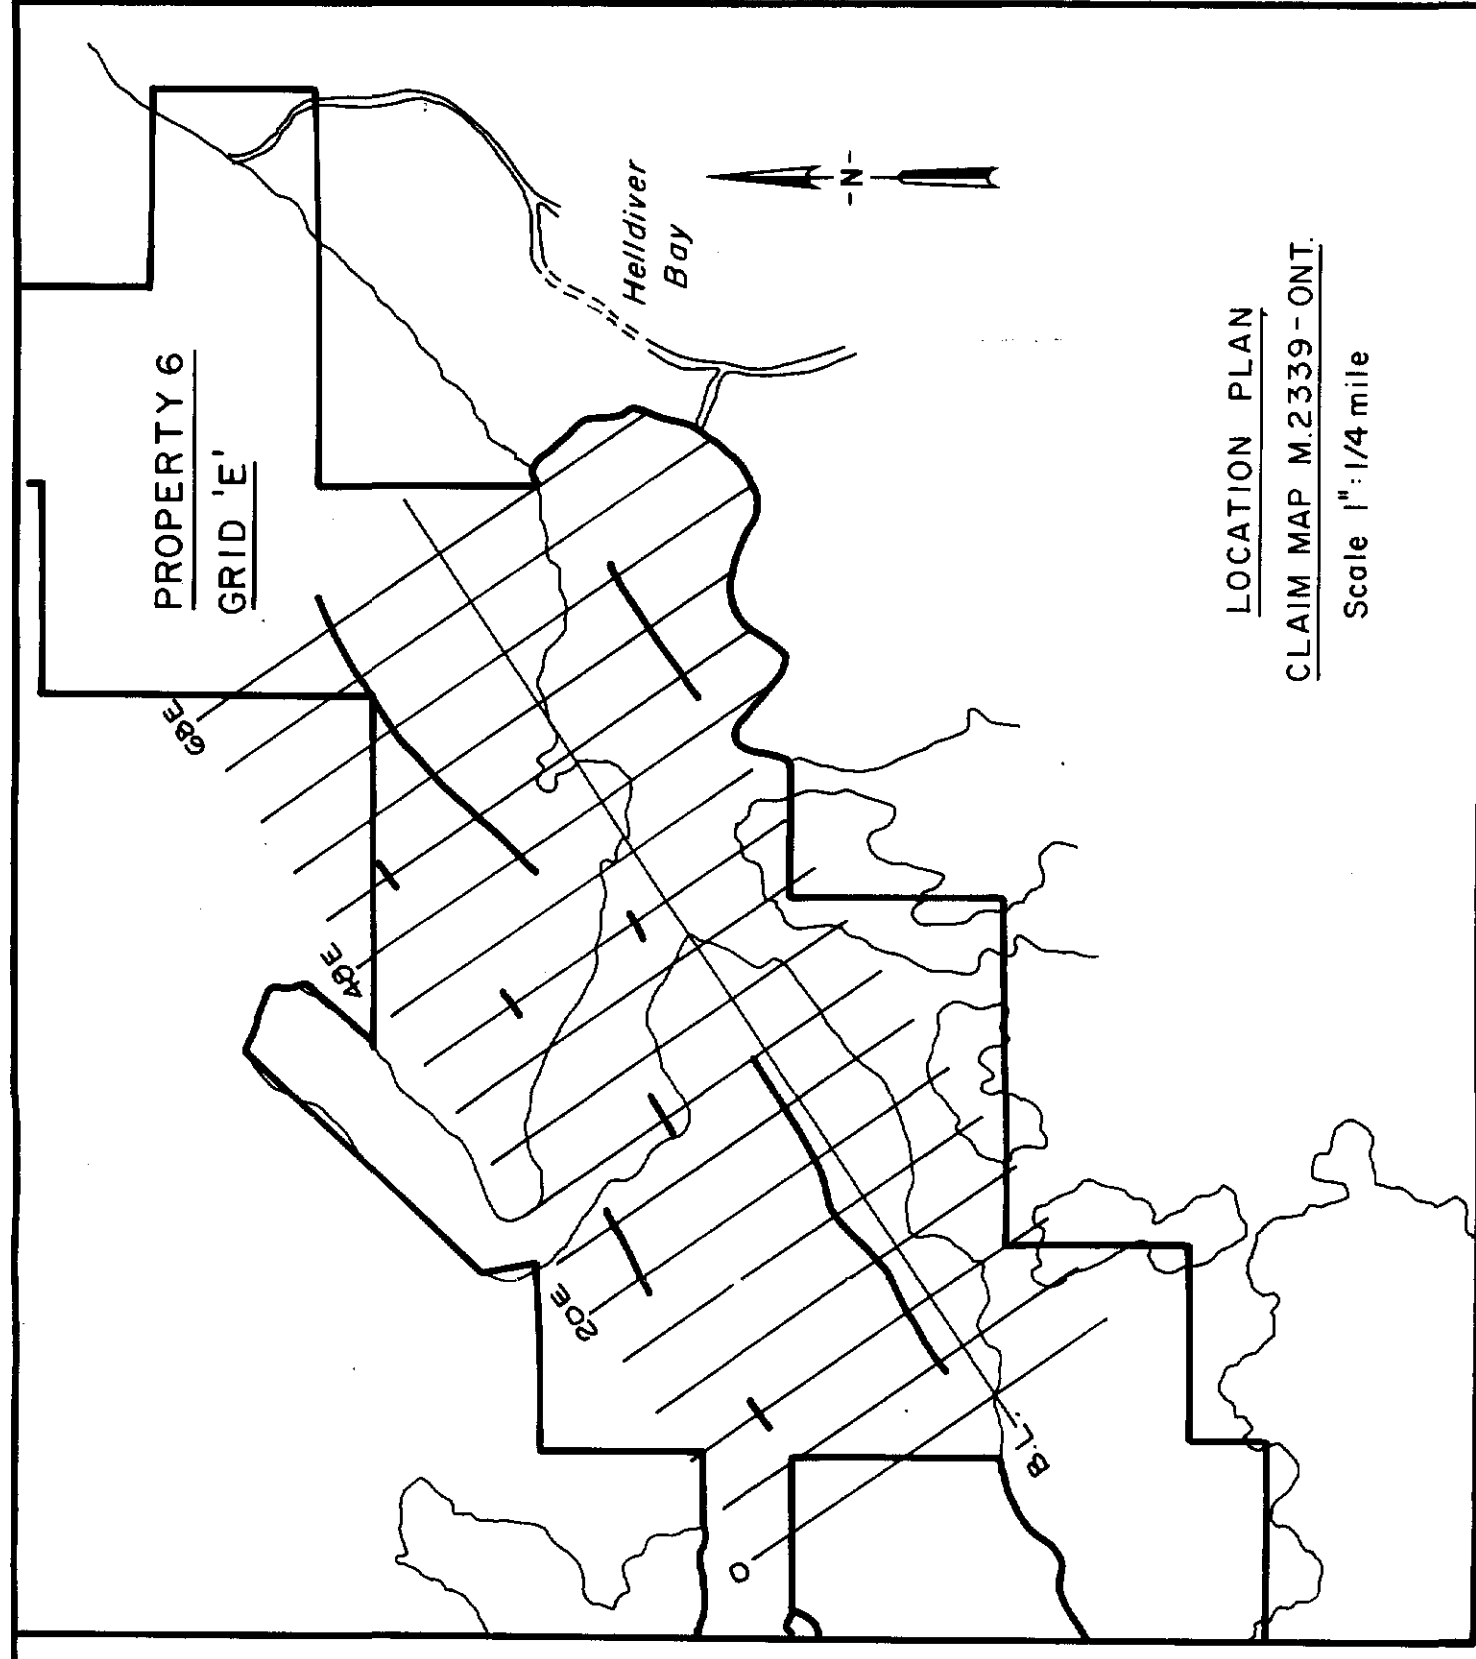 PROPERTY 6
GRID 'E'
68E
48E
20E
0
B.L.
Helldiver
Bay
-N-
LOCATION PLAN
CLAIM MAP M.2339-ONT.
Scale 1":1/4 mile